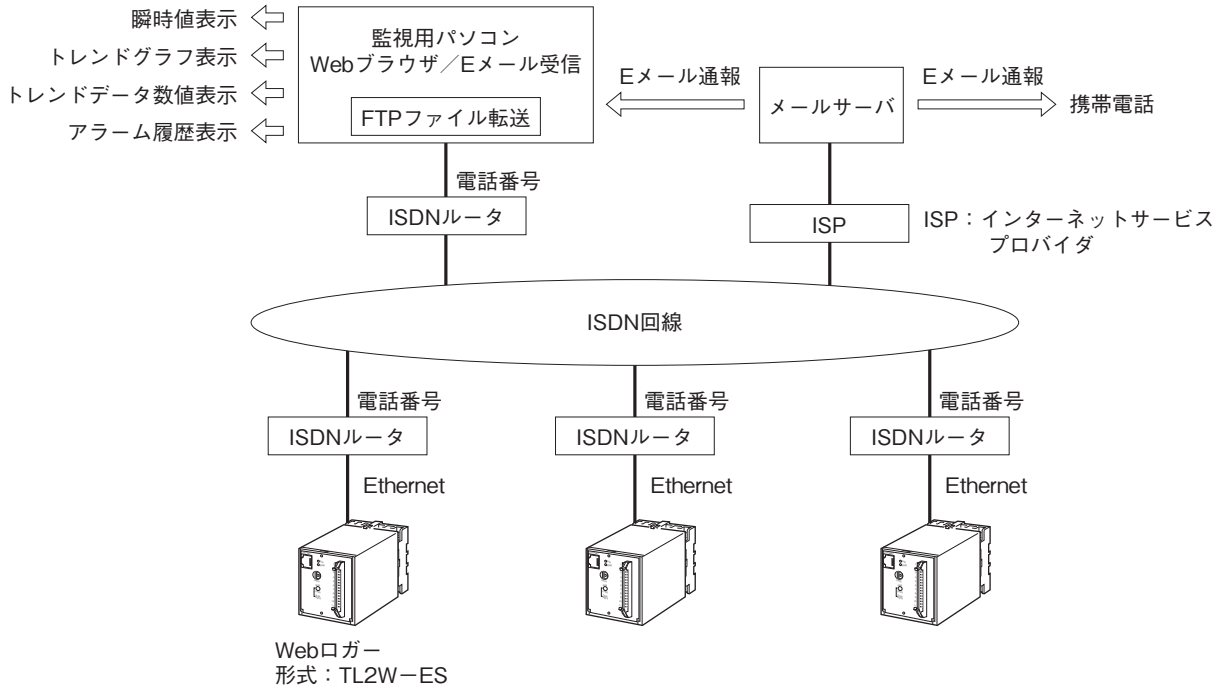 瞬時値表示
トレンドグラフ表示
トレンドデータ数値表示
アラーム履歴表示
監視用パソコン
Webブラウザ／Eメール受信
FTPファイル転送
Eメール通報
メールサーバ
Eメール通報
携帯電話
電話番号
ISDNルータ
ISP
ISP：インターネットサービス
プロバイダ
ISDN回線
電話番号
電話番号
電話番号
ISDNルータ
ISDNルータ
ISDNルータ
Ethernet
Ethernet
Ethernet
Webロガー
形式：TL2W－ES